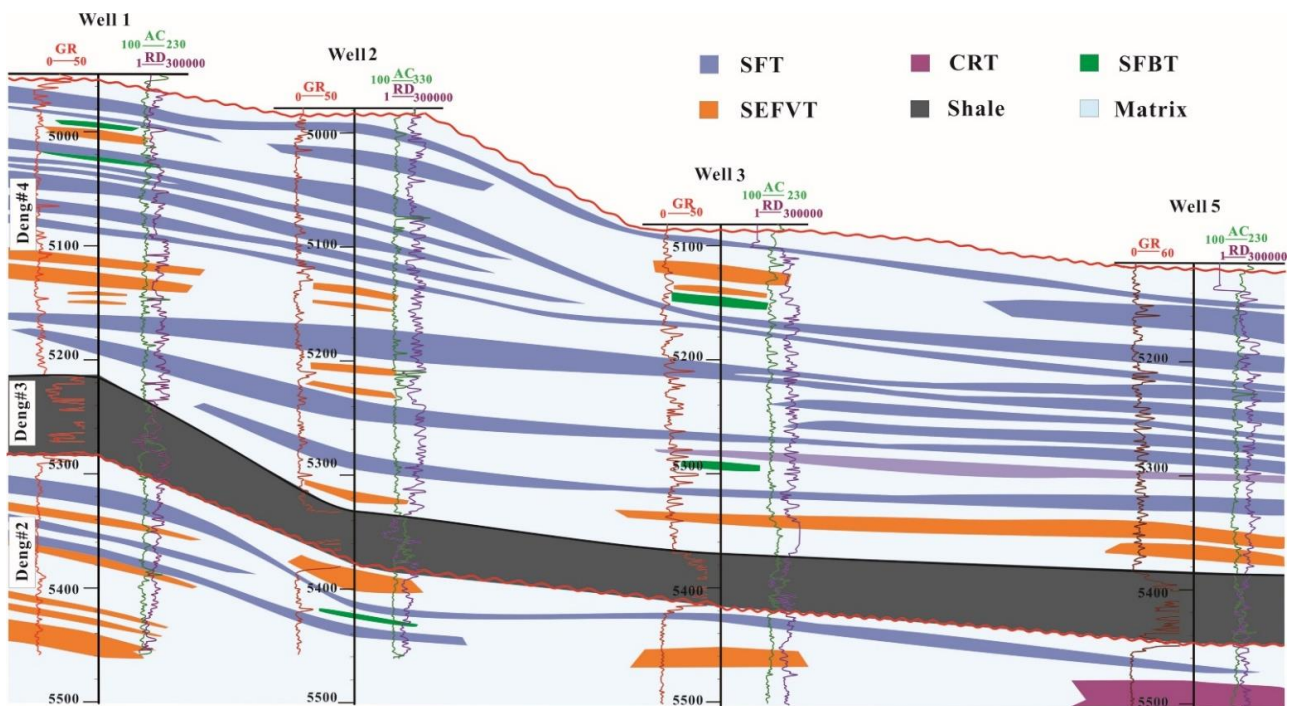 Well 1
GR
0—50
AC
100—230
RD
1—300000
Well2
GR
0—50
AC
100—330
RD
1—300000
Well 3
GR
0—50
AC
100—230
RD
1—300000
Well 5
GR
0—60
AC
100—230
RD
1—300000
SFT
CRT
SFBT
SEFVT
Shale
Matrix
Deng#4
Deng#3
Deng#2
5000
5100
5200
5300
5400
5500
5000
5100
5200
5300
5400
5500
5100
5200
5300
5400
5500
5200
5300
5400
5500